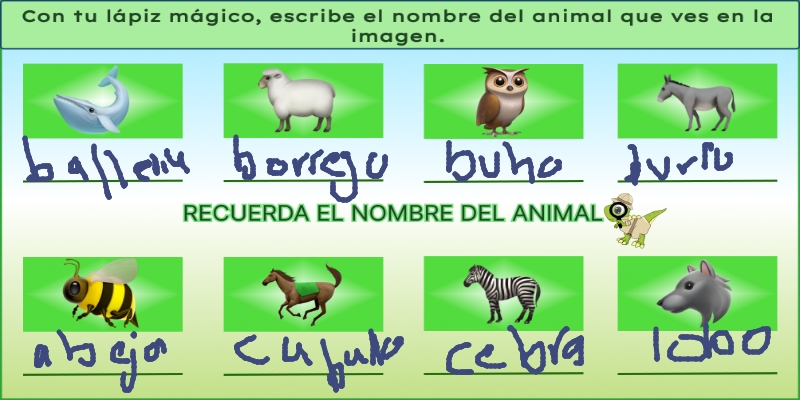 Con tu lápiz mágico, escribe el nombre del animal que ves en la
imagen.
ballena borrego buho burro
RECUERDA EL NOMBRE DEL ANIMAL
abeja caballo cebra lobo